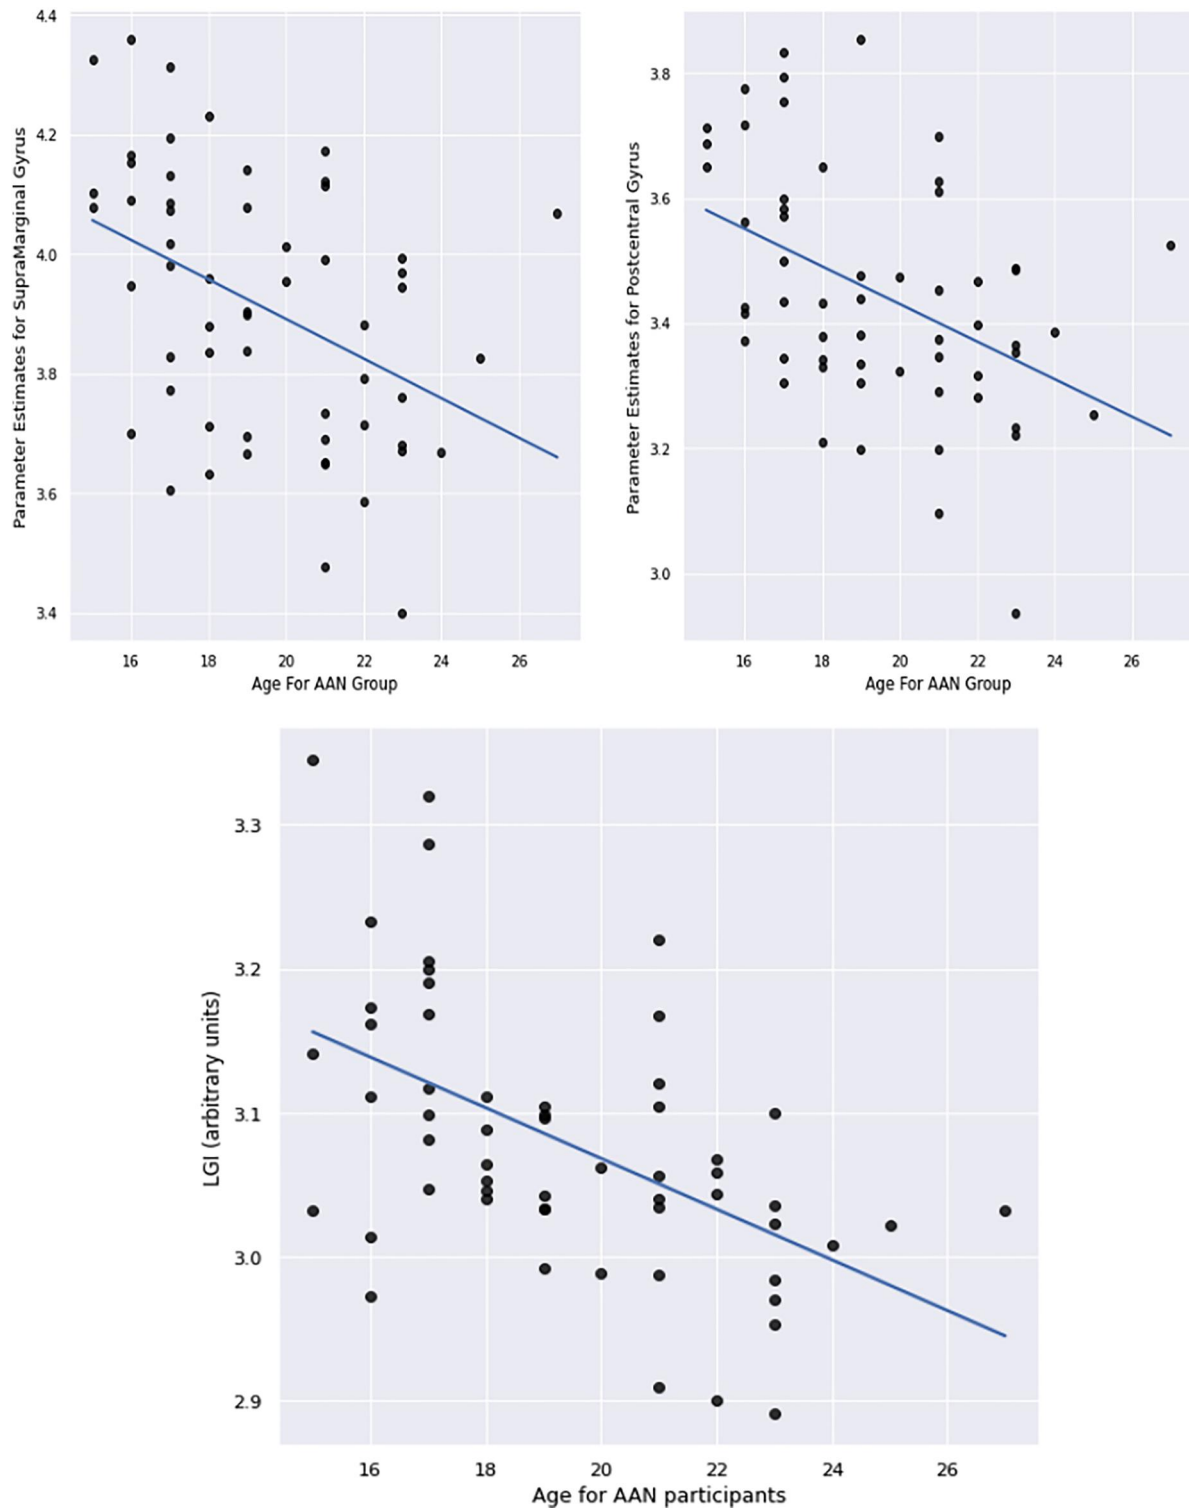 Parameter Estimates for SupraMarginal Gyrus
4.4
4.2
4.0
3.8
3.6
3.4
16 18 20 22 24 26
Age For AAN Group
Parameter Estimates for Postcentral Gyrus
3.8
3.6
3.4
3.2
3.0
16 18 20 22 24 26
Age For AAN Group
LGI (arbitrary units)
3.3
3.2
3.1
3.0
2.9
16 18 20 22 24 26
Age for AAN participants